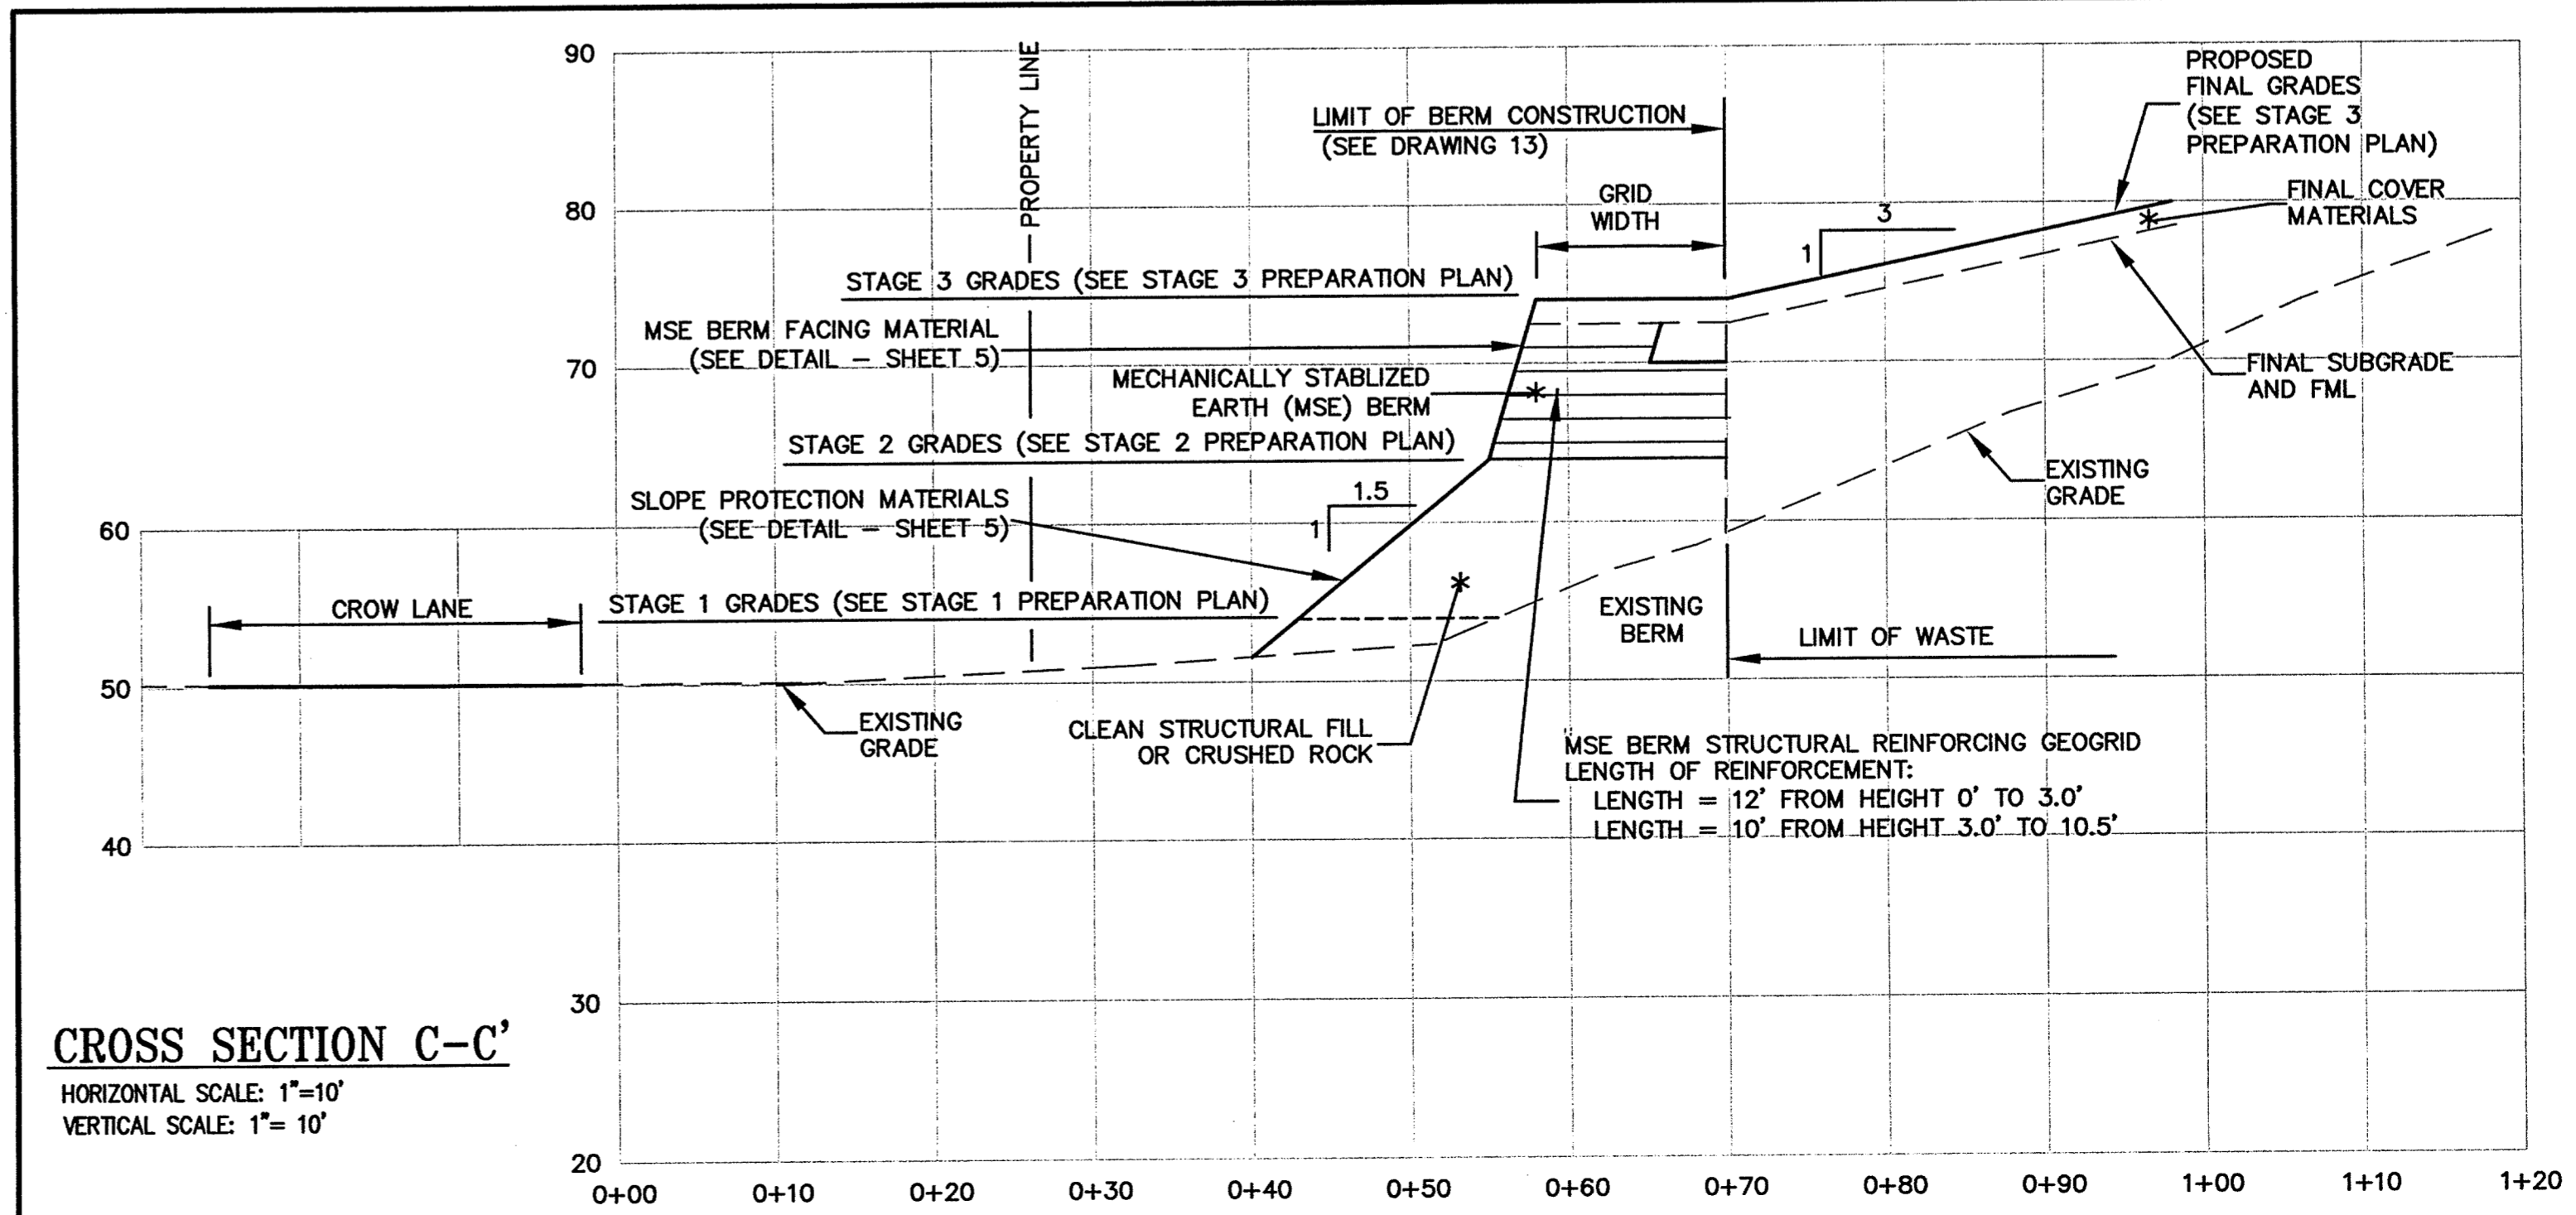 90
PROPERTY LINE
PROPOSED
FINAL GRADES
(SEE STAGE 3
PREPARATION PLAN)
LIMIT OF BERM CONSTRUCTION
(SEE DRAWING 13)
GRID
WIDTH
80
3
1
FINAL COVER
MATERIALS
STAGE 3 GRADES (SEE STAGE 3 PREPARATION PLAN)
MSE BERM FACING MATERIAL
(SEE DETAIL — SHEET 5)
70
MECHANICALLY STABLIZED
EARTH (MSE) BERM
FINAL SUBGRADE
AND FML
STAGE 2 GRADES (SEE STAGE 2 PREPARATION PLAN)
EXISTING
GRADE
SLOPE PROTECTION MATERIALS
(SEE DETAIL — SHEET 5)
1.5
1
60
STAGE 1 GRADES (SEE STAGE 1 PREPARATION PLAN)
CROW LANE
EXISTING
BERM
LIMIT OF WASTE
50
EXISTING
GRADE
CLEAN STRUCTURAL FILL
OR CRUSHED ROCK
MSE BERM STRUCTURAL REINFORCING GEOGRID
LENGTH OF REINFORCEMENT:
LENGTH = 12' FROM HEIGHT 0' TO 3.0'
LENGTH = 10' FROM HEIGHT 3.0' TO 10.5'
40
30
CROSS SECTION C-C'
HORIZONTAL SCALE: 1"=10'
VERTICAL SCALE: 1"= 10'
20
0+00 0+10 0+20 0+30 0+40 0+50 0+60 0+70 0+80 0+90 1+00 1+10 1+20